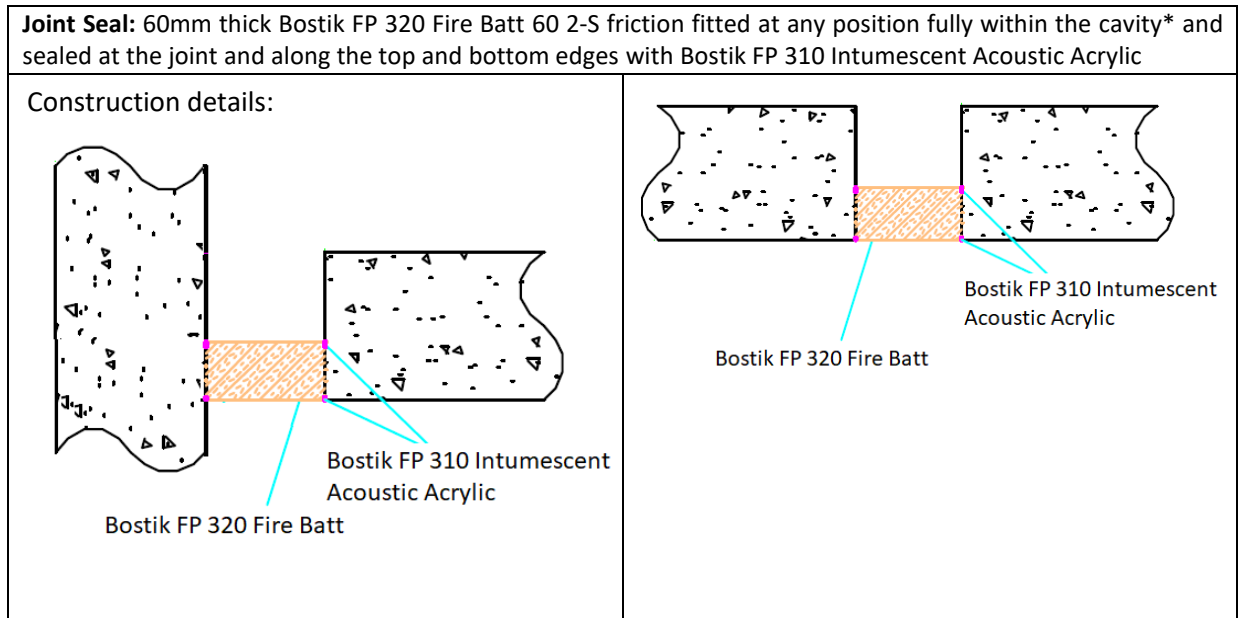 Joint Seal: 60mm thick Bostik FP 320 Fire Batt 60 2-S friction fitted at any position fully within the cavity* and
sealed at the joint and along the top and bottom edges with Bostik FP 310 Intumescent Acoustic Acrylic
Construction details:
Bostik FP 310 Intumescent
Acoustic Acrylic
Bostik FP 320 Fire Batt
Bostik FP 310 Intumescent
Acoustic Acrylic
Bostik FP 320 Fire Batt